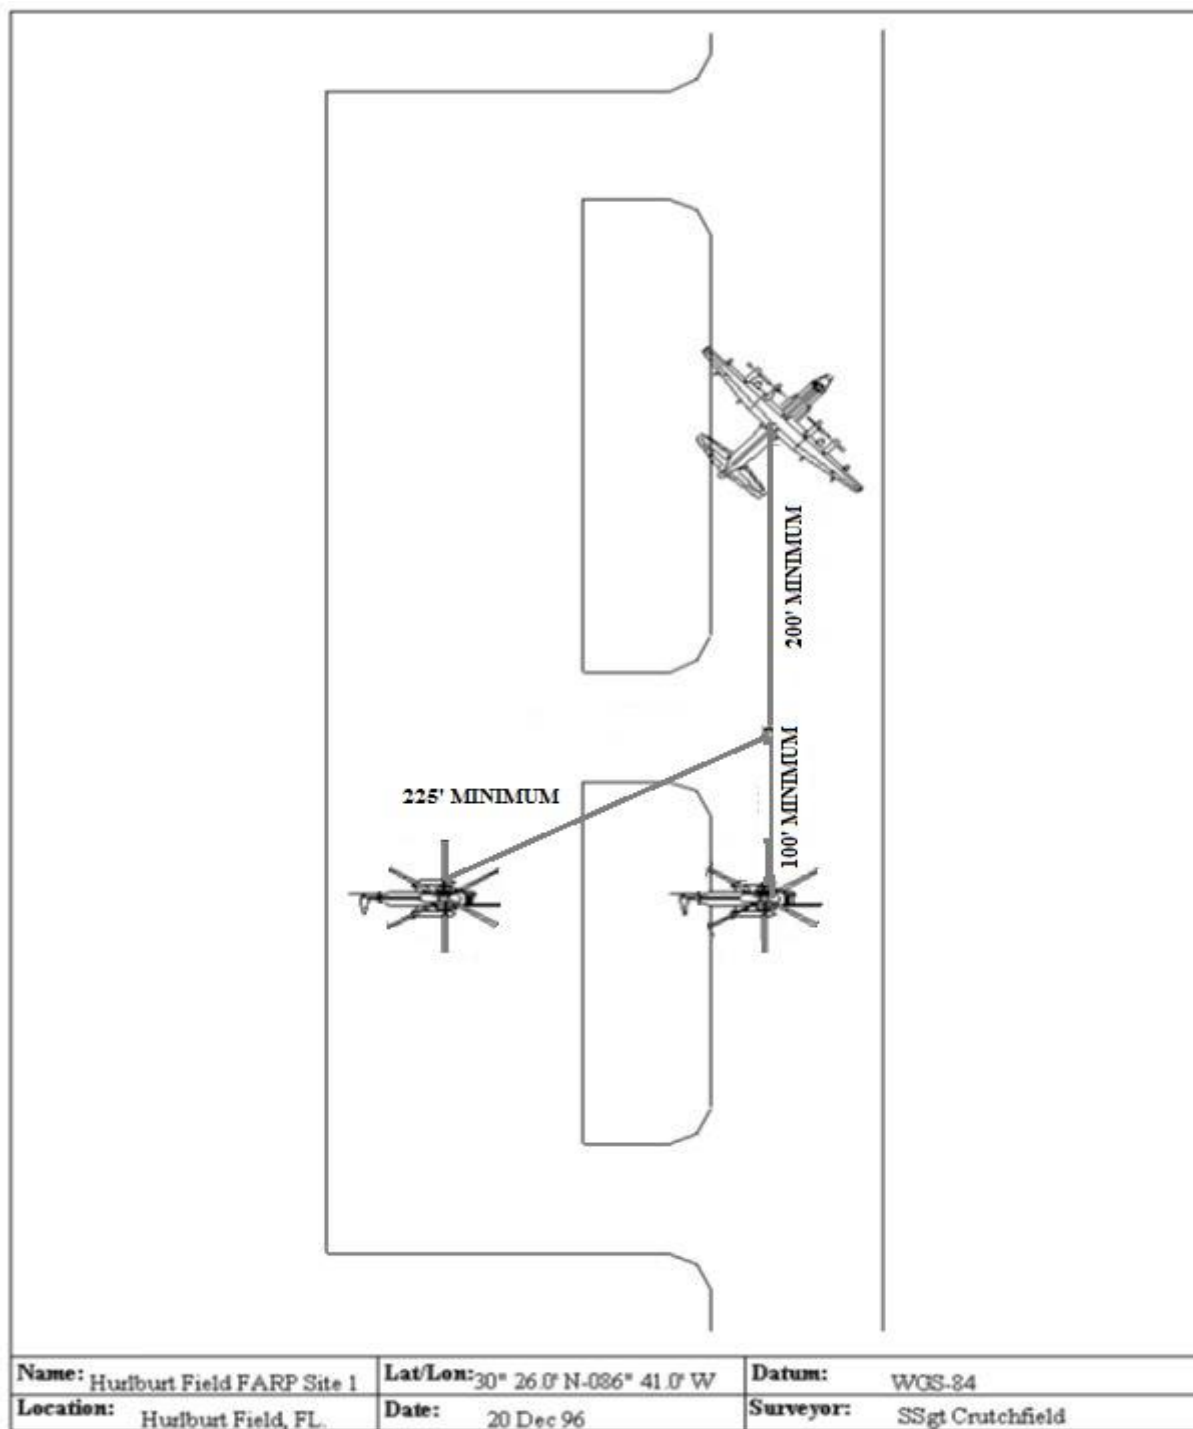 200' MINIMUM
100' MINIMUM
225' MINIMUM
Name: Hurlburt Field FARP Site 1
Lat/Lon: 30° 26.0' N-086° 41.0' W
Datum: WGS-84
Location: Hurlburt Field, FL.
Date: 20 Dec 96
Surveyor: SSgt Crutchfield